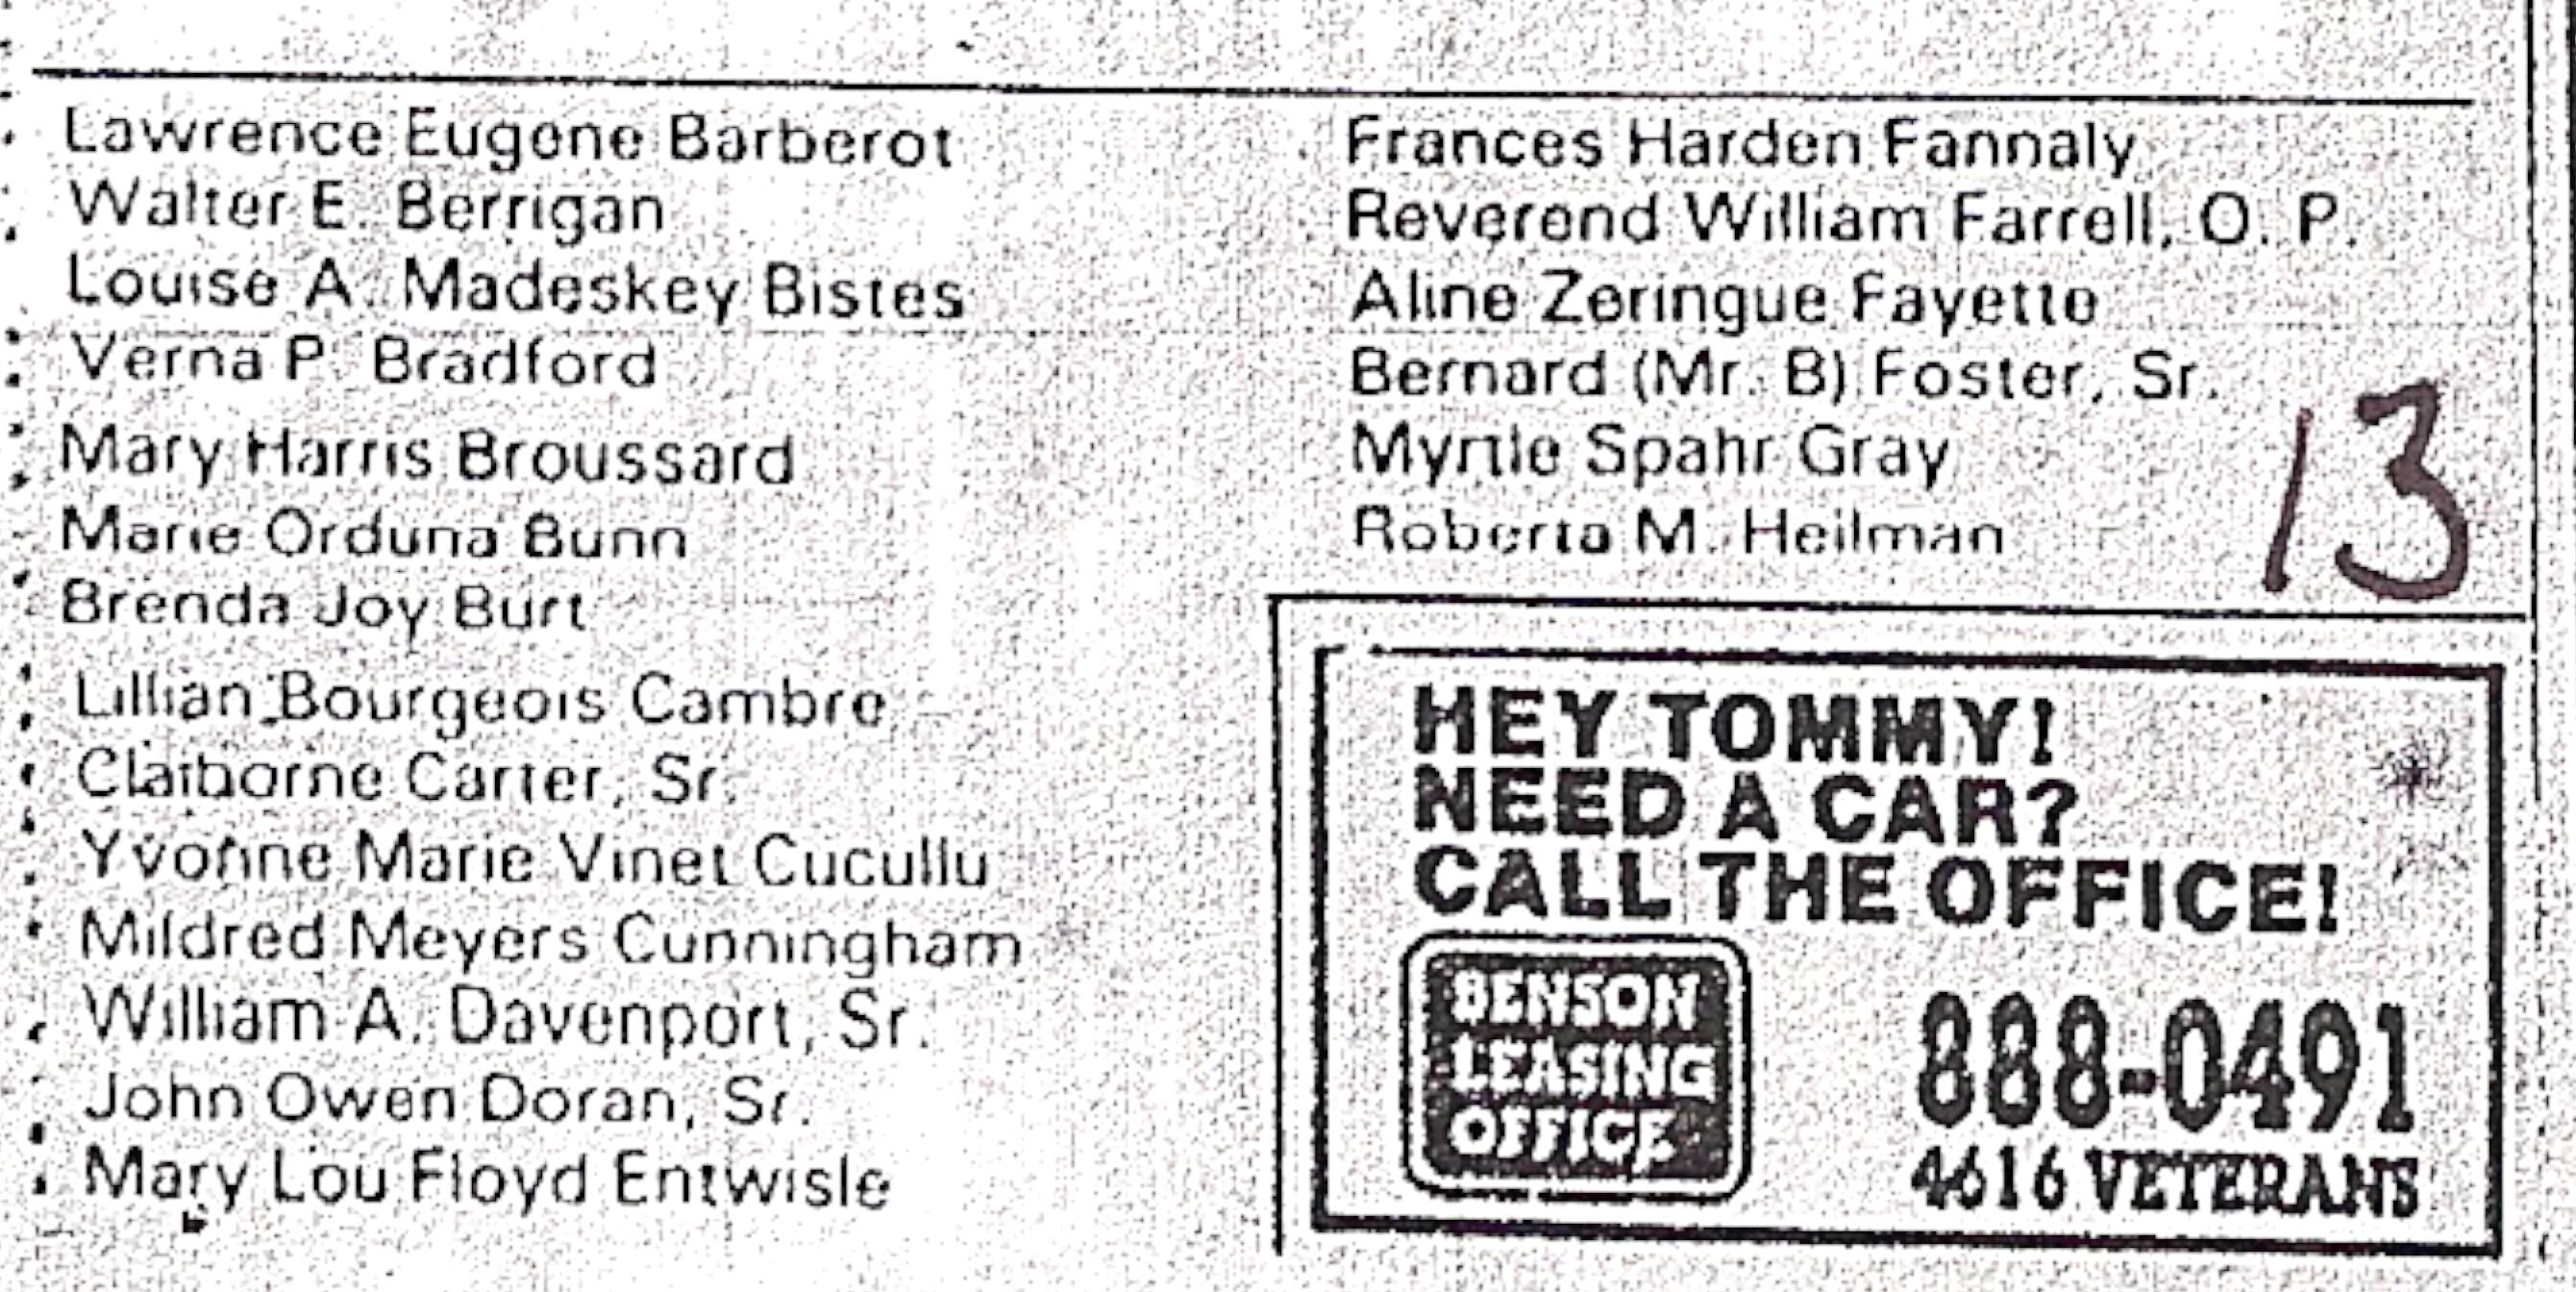 Lawrence Eugene Barberot
Walter E. Berrigan
Louise A. Madeskey Bistes
Verna P. Bradford
Mary Harris Broussard
Marie Orduna Bunn
Brenda Joy Burt
Lillian Bourgeois Cambre
Claiborne Carter, Sr.
Yvonne Marie Vinet Cucullu
Mildred Meyers Cunningham
William A. Davenport, Sr.
John Owen Doran, Sr.
Mary Lou Floyd Entwisle
Frances Harden Fannaly
Reverend William Farrell, O. P.
Aline Zeringue Fayette
Bernard (Mr. B) Foster, Sr.
Myrtle Spahr Gray
Roberta M. Heilman
13
HEY TOMMY!
NEED A CAR?
CALL THE OFFICE!
BENSON
LEASING
OFFICE
888-0491
4616 VETERANS